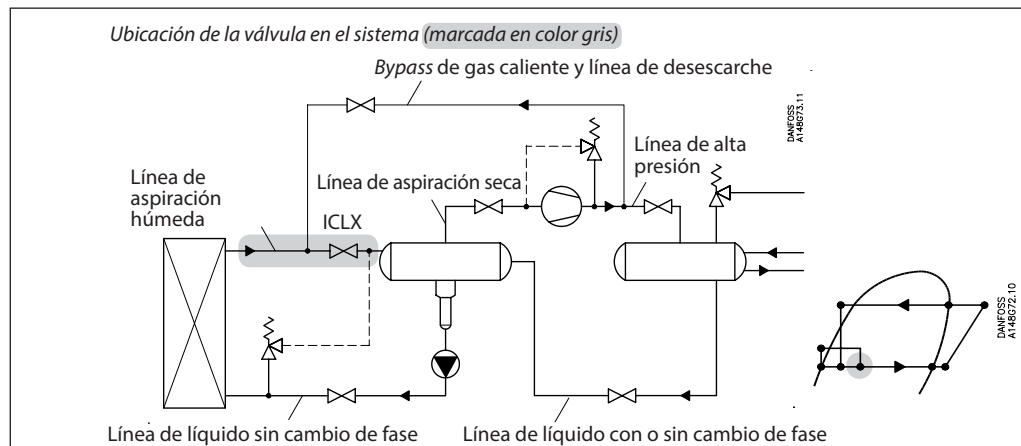 Ubicación de la válvula en el sistema (marcada en color gris)
Bypass de gas caliente y línea de desescarche
DANFOSS
A148G73.11
Línea de alta
presión
Línea de
aspiración
húmeda
Línea de aspiración seca
ICLX
DANFOSS
A148G72.10
Línea de líquido sin cambio de fase
Línea de líquido con o sin cambio de fase